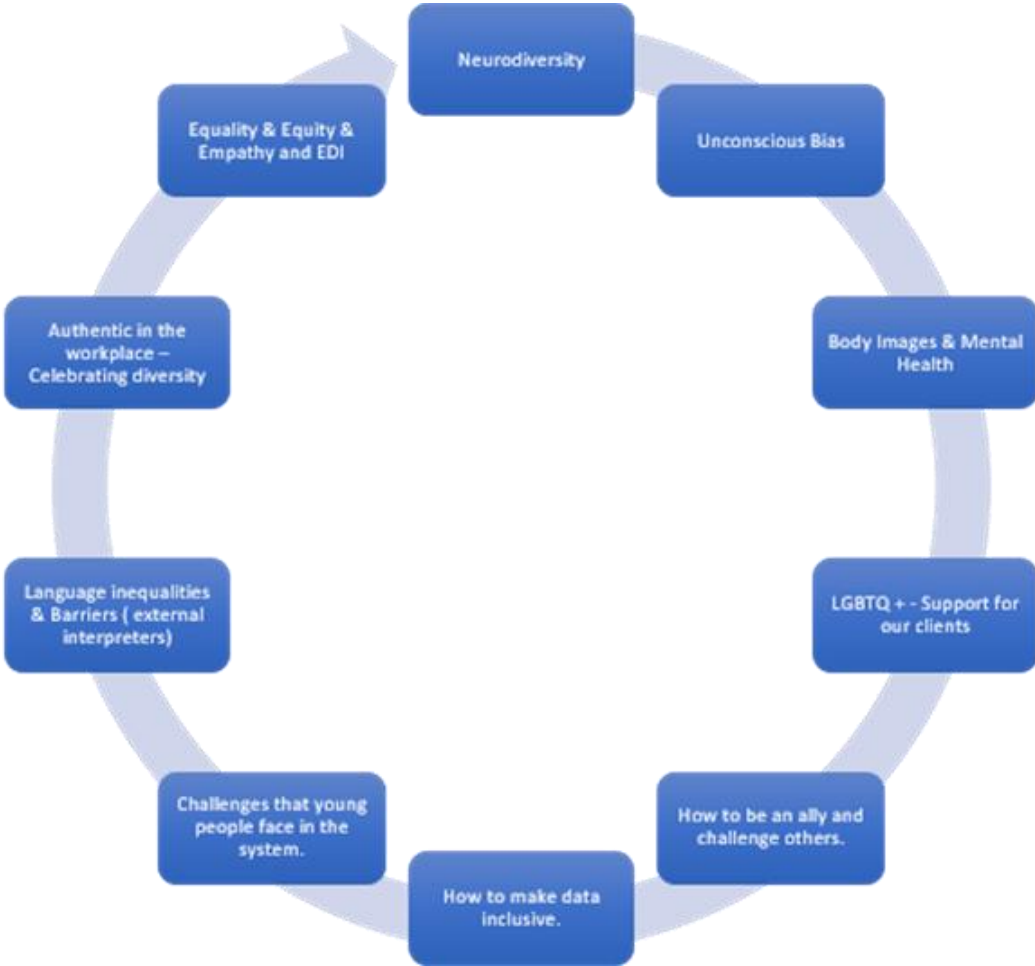 Neurodiversity
Unconscious Bias
Body Images & Mental
Health
LGBTQ + - Support for
our clients
How to be an ally and
challenge others.
How to make data
inclusive.
Challenges that young
people face in the
system.
Language inequalities
& Barriers ( external
interpreters)
Authentic in the
workplace –
Celebrating diversity
Equality & Equity &
Empathy and EDI